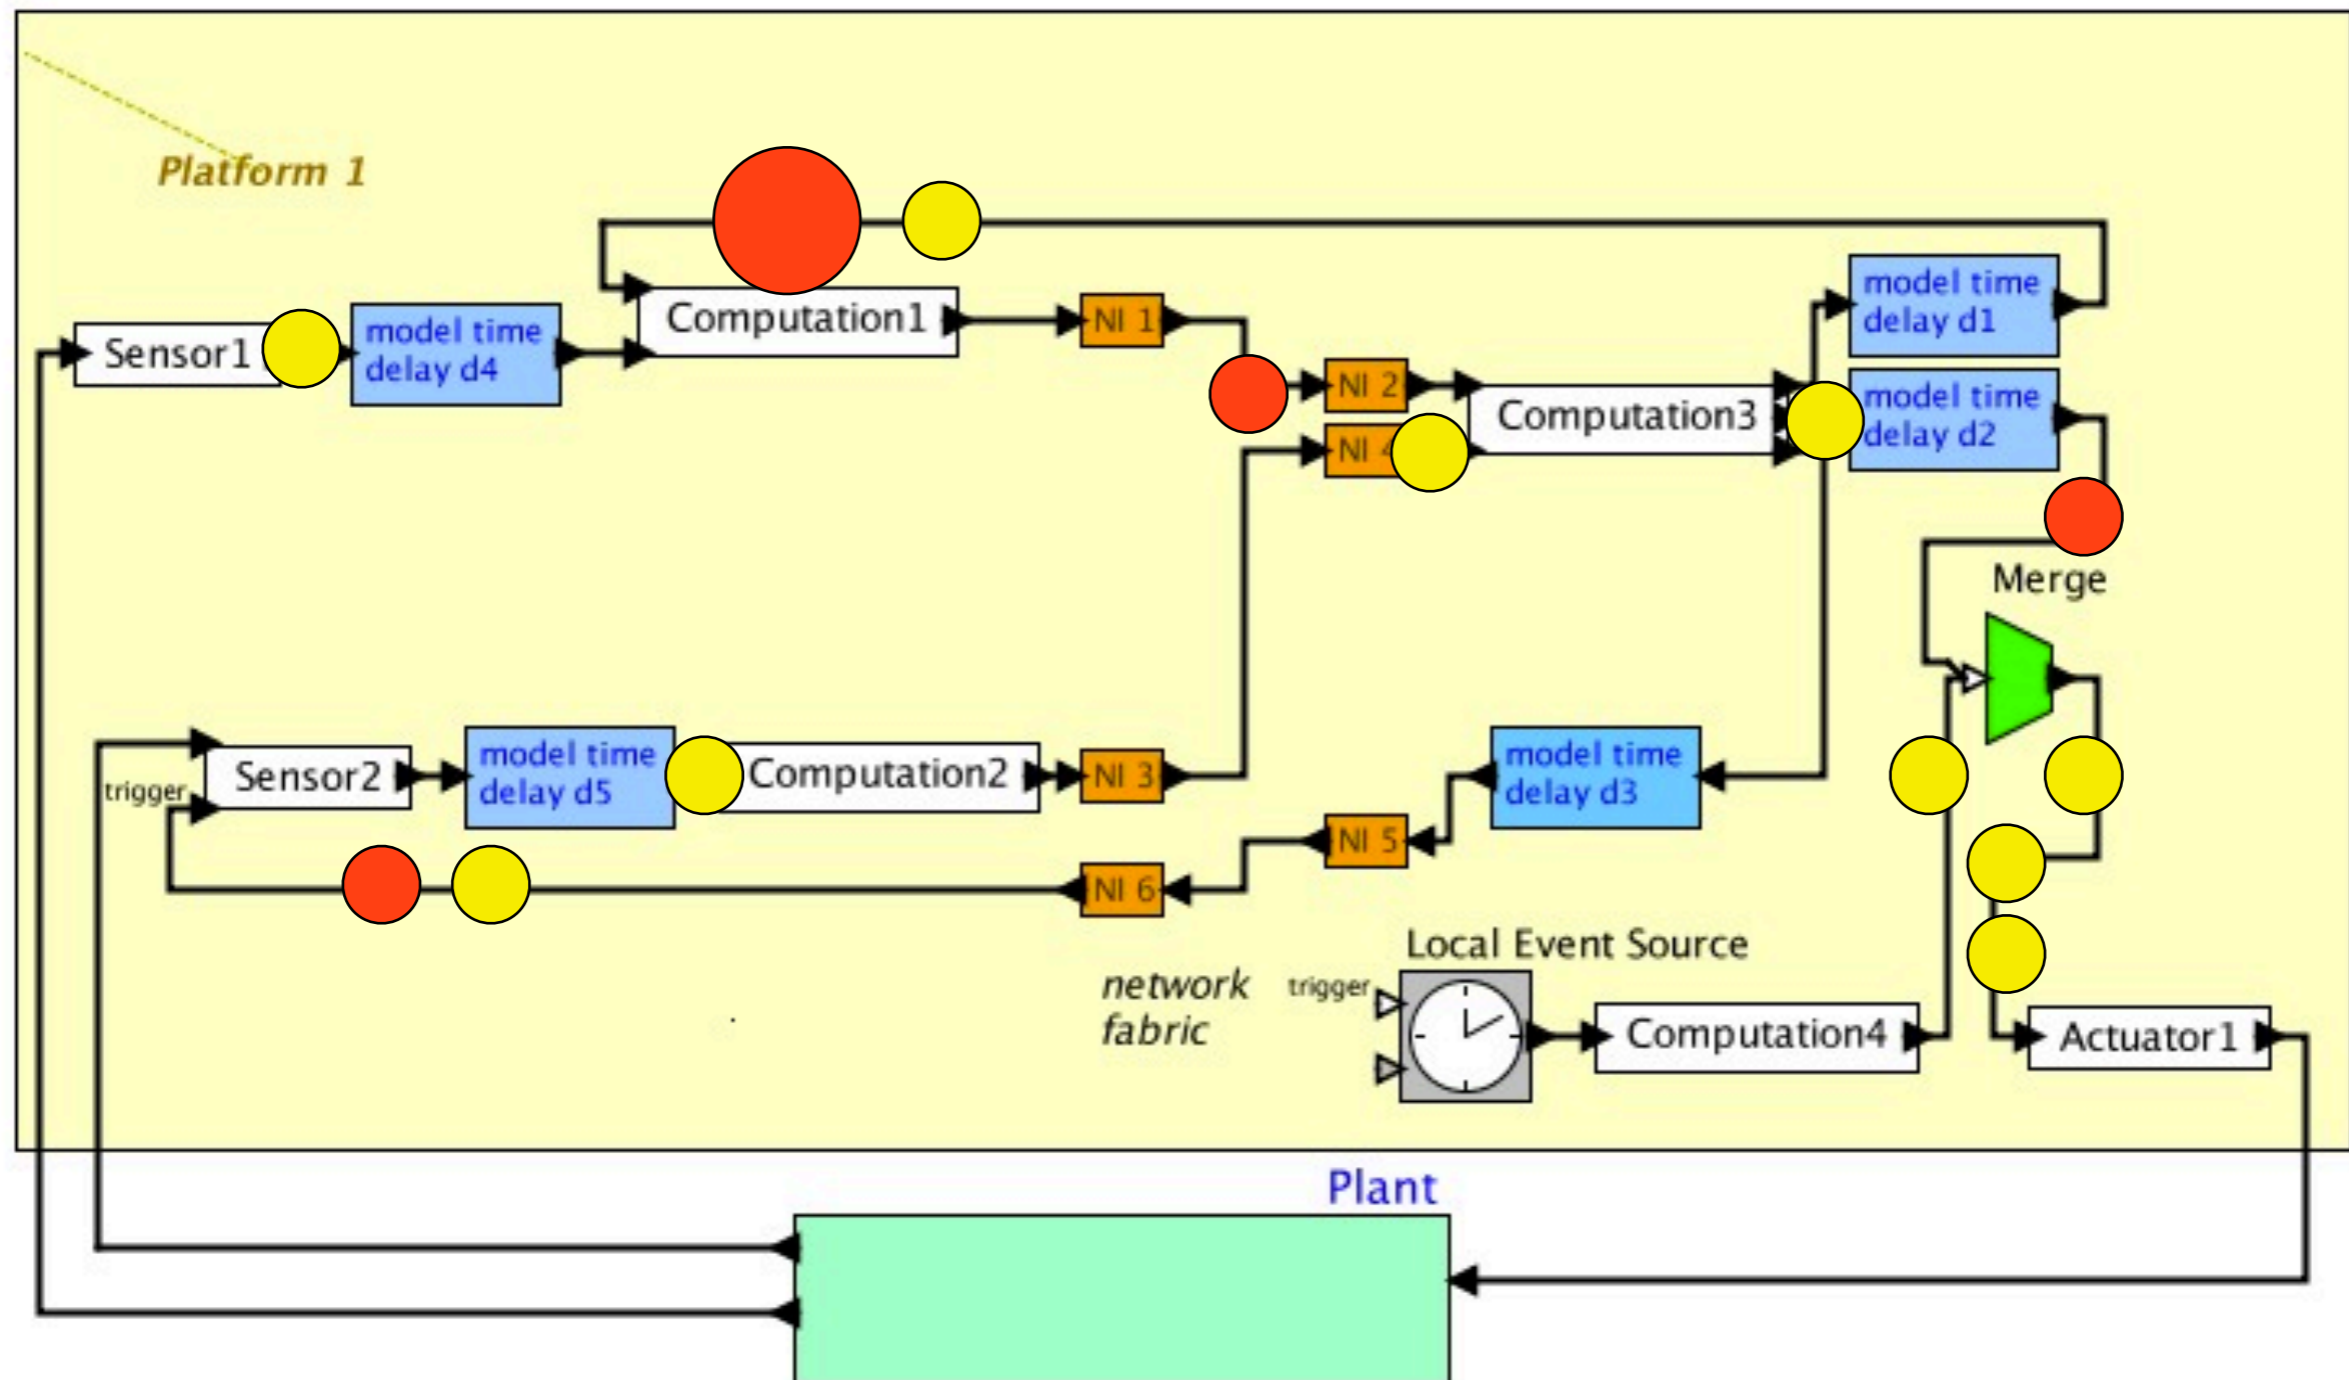 Platform 1
Computation1
Sensor1
model time
delay d4
NI 1
model time
delay d1
NI 2
Computation3
model time
delay d2
NI 4
Merge
trigger
Sensor2
model time
delay d5
Computation2
NI 3
model time
delay d3
NI 5
NI 6
Local Event Source
network
fabric
trigger
Computation4
Actuator1
Plant